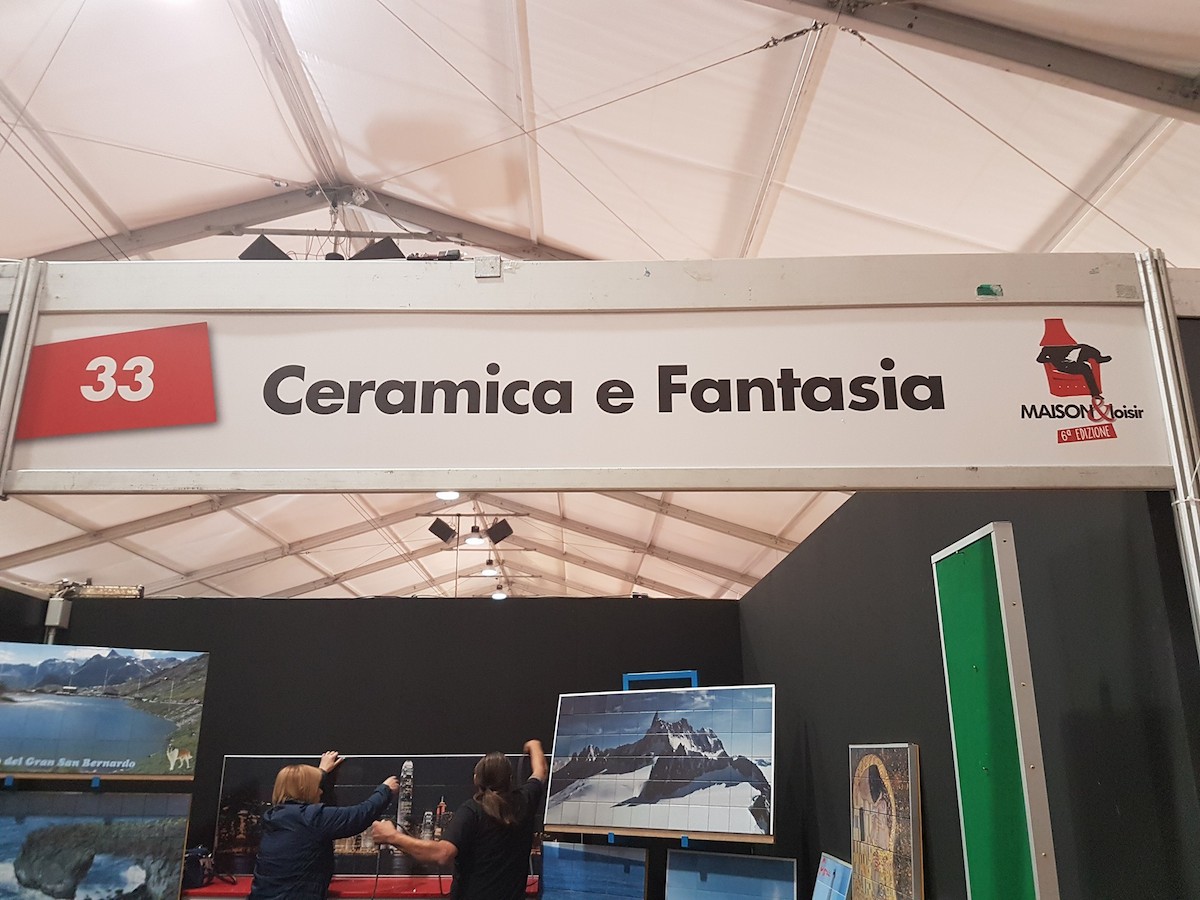 33
Ceramica e Fantasia
MAISON&loisir
6ª EDIZIONE
del Gran San Bernardo